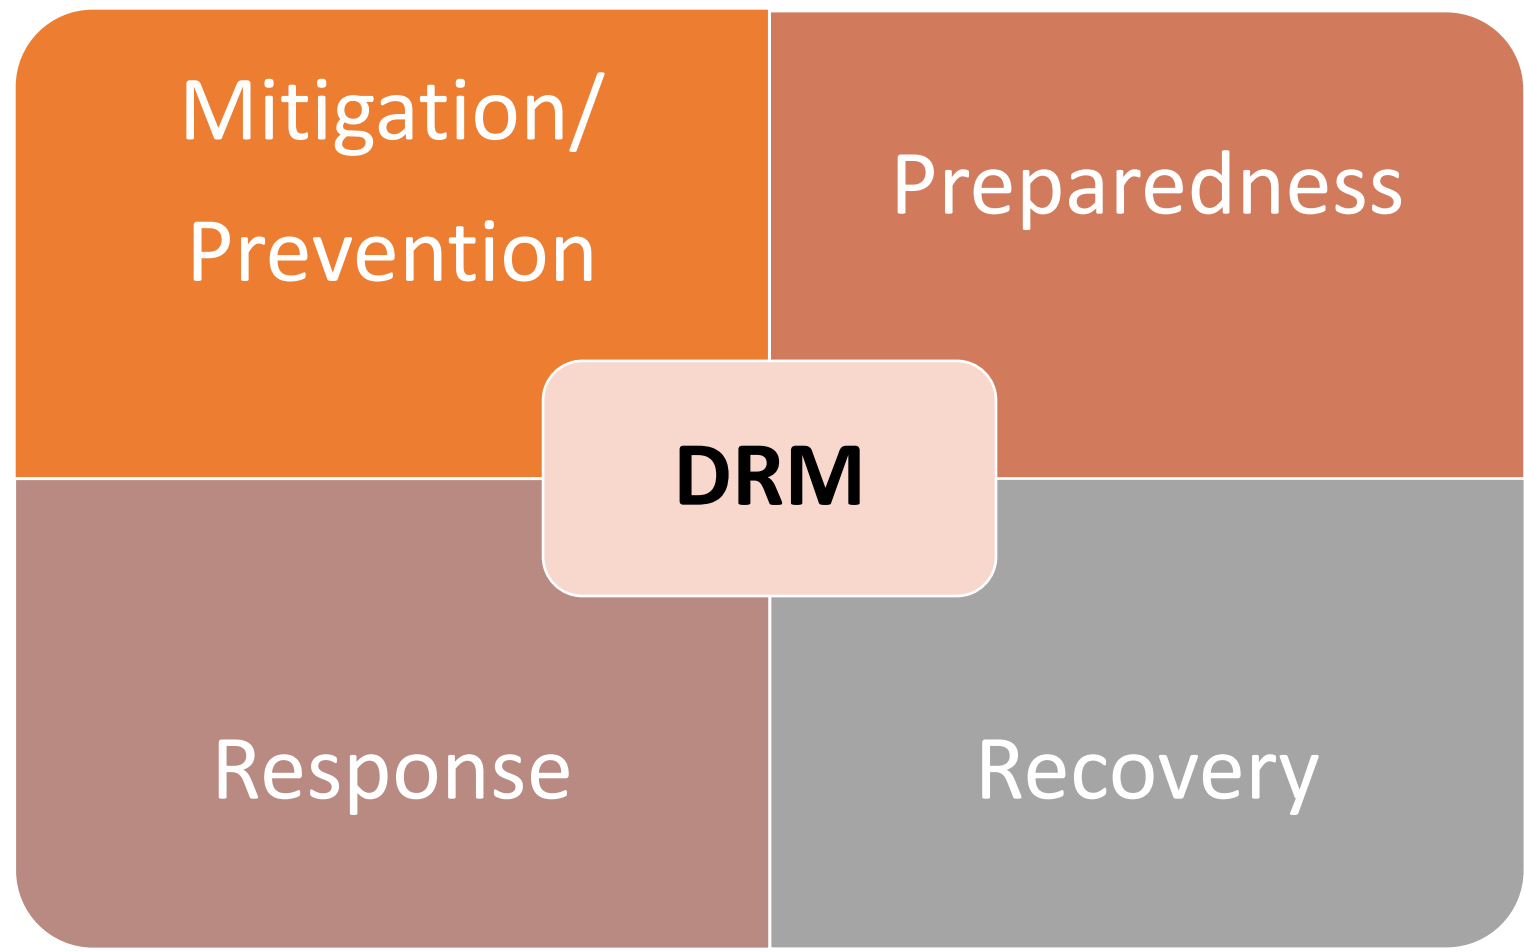 Mitigation/
Prevention
Preparedness
DRM
Response
Recovery